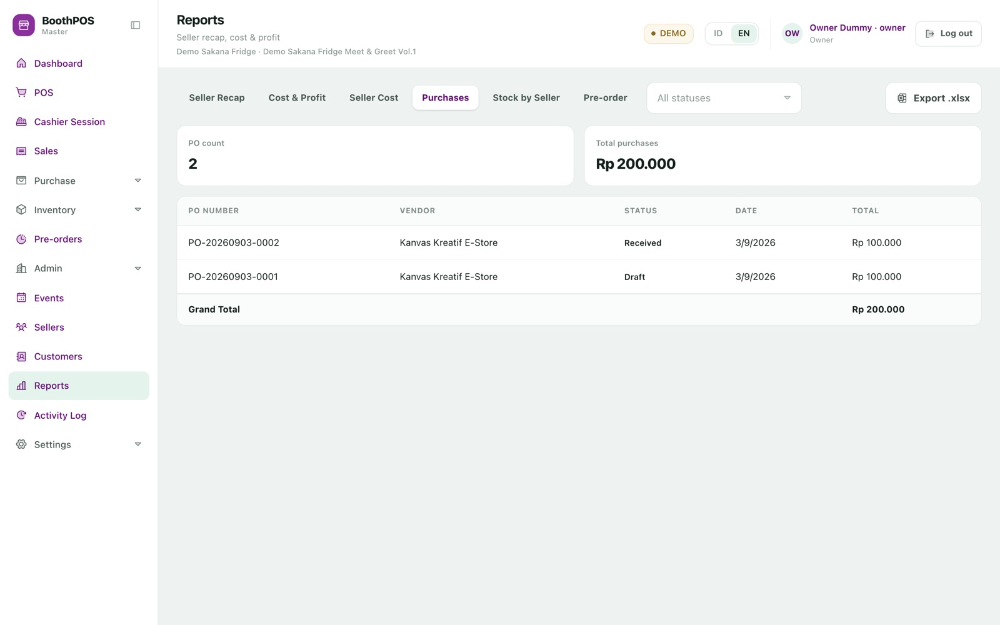 BoothPOS
Master
Dashboard
POS
Cashier Session
Sales
Purchase
Inventory
Pre-orders
Admin
Events
Sellers
Customers
Reports
Activity Log
Settings
Reports
Seller recap, cost & profit
Demo Sakana Fridge · Demo Sakana Fridge Meet & Greet Vol.1
DEMO
ID EN
OW
Owner Dummy · owner
Owner
Log out
Seller Recap Cost & Profit Seller Cost Purchases Stock by Seller Pre-order All statuses Export .xlsx
PO count
2
Total purchases
Rp 200.000
PO NUMBER VENDOR STATUS DATE TOTAL
PO-20260903-0002 Kanvas Kreatif E-Store Received 3/9/2026 Rp 100.000
PO-20260903-0001 Kanvas Kreatif E-Store Draft 3/9/2026 Rp 100.000
Grand Total Rp 200.000